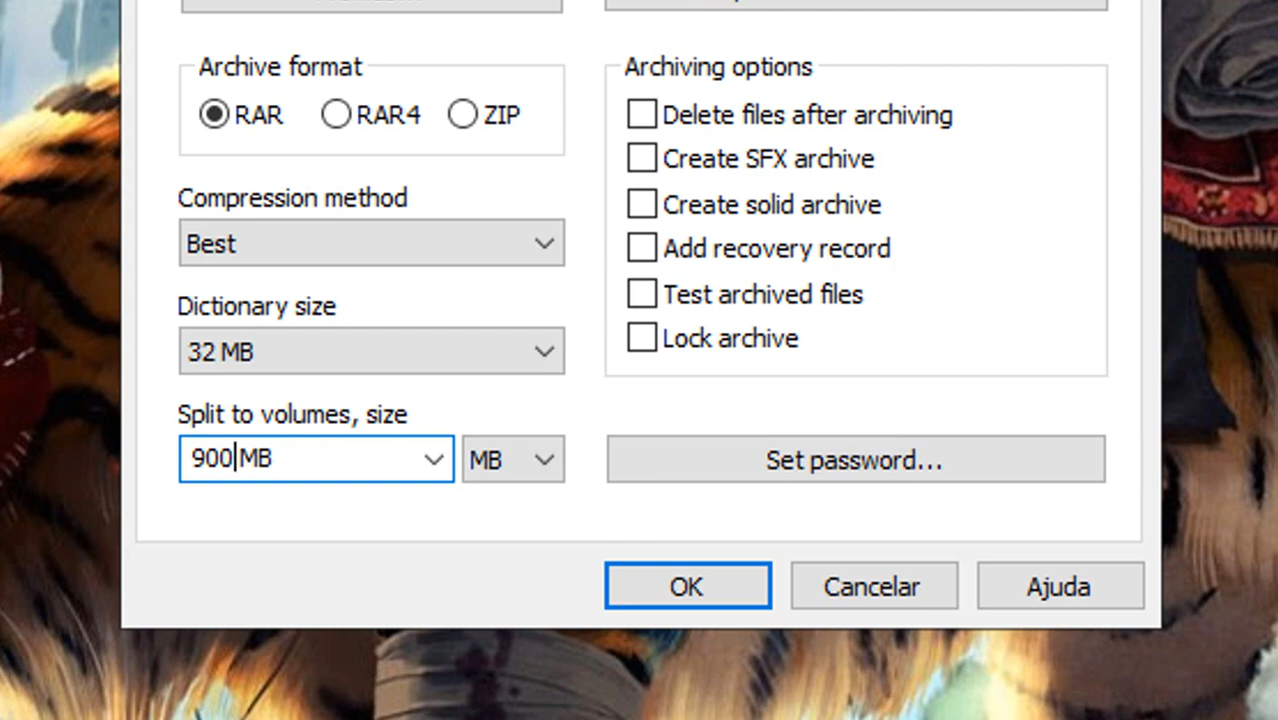 Archive format
RAR RAR4 ZIP
Compression method
Best
Dictionary size
32 MB
Split to volumes, size
900 MB MB
Archiving options
Delete files after archiving
Create SFX archive
Create solid archive
Add recovery record
Test archived files
Lock archive
Set password...
OK Cancelar Ajuda